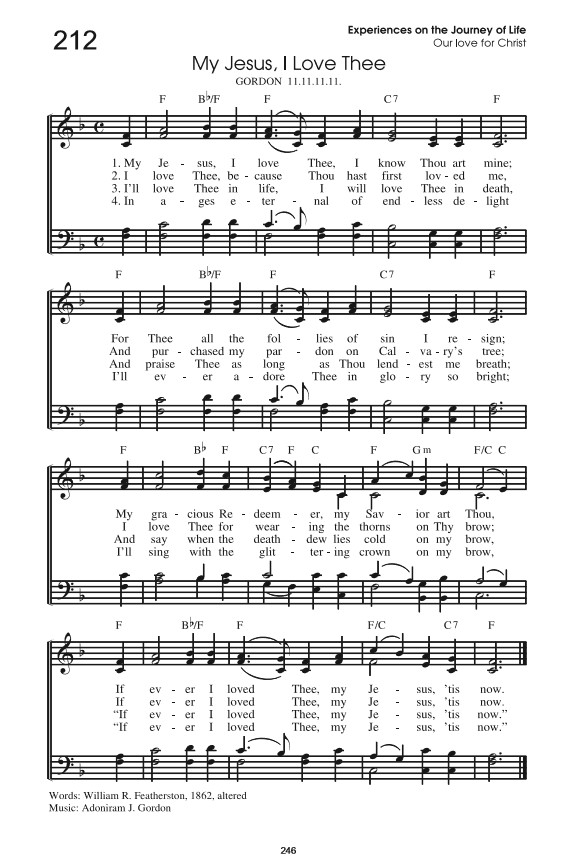 212
Experiences on the Journey of Life
Our love for Christ
My Jesus, I Love Thee
GORDON 11.11.11.11.
F B♭/F F C7 F
1. My Je - sus, I love Thee, I know Thou art mine;
2. I love Thee, be - cause Thou hast first lov - ed me,
3. I'll love Thee in life, I will love Thee in death,
4. In a - ges e - ter - nal of end - less de - light
F B♭/F F C7 F
For Thee all the fol - lies of sin I re - sign;
And pur - chased my par - don on Cal - va - ry's tree;
And praise Thee as long as Thou lend - est me breath;
I'll ev - er a - dore Thee in glo - ry so bright;
F B♭ F C7 F C F Gm F/C C
My gra - cious Re - deem - er, my Sav - ior art Thou,
I love Thee for wear - ing the thorns on Thy brow;
And say when the death - dew lies cold on my brow,
I'll sing with the glit - ter - ing crown on my brow,
F B♭/F F F/C C7 F
If ev - er I loved Thee, my Je - sus, 'tis now.
If ev - er I loved Thee, my Je - sus, 'tis now.
“If ev - er I loved Thee, my Je - sus, 'tis now.”
“If ev - er I loved Thee, my Je - sus, 'tis now.”
Words: William R. Featherston, 1862, altered
Music: Adoniram J. Gordon
246